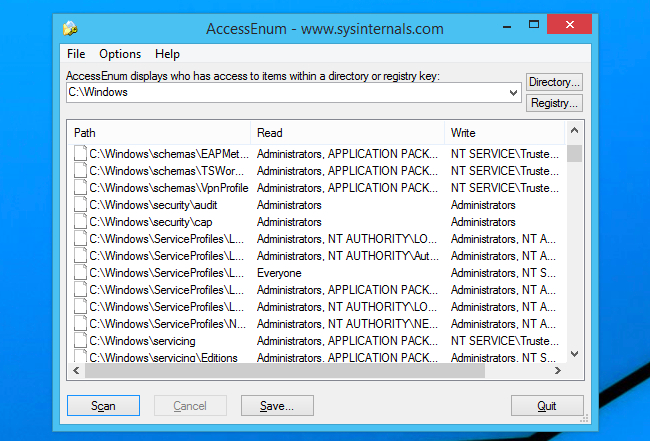 AccessEnum - www.sysinternals.com
File Options Help
AccessEnum displays who has access to items within a directory or registry key:
Directory...
C:\Windows
Registry...
Path Read Write
C:\Windows\schemas\EAPMet... Administrators, APPLICATION PACK... NT SERVICE\Truste...
C:\Windows\schemas\TSWor... Administrators, APPLICATION PACK... NT SERVICE\Truste...
C:\Windows\schemas\VpnProfile Administrators, APPLICATION PACK... NT SERVICE\Truste...
C:\Windows\security\audit Administrators Administrators
C:\Windows\security\cap Administrators Administrators
C:\Windows\ServiceProfiles\L... Administrators, NT AUTHORITY\LO... Administrators, NT A...
C:\Windows\ServiceProfiles\L... Administrators, NT AUTHORITY\Aut... Administrators, NT A...
C:\Windows\ServiceProfiles\L... Everyone Administrators, NT S...
C:\Windows\ServiceProfiles\L... Administrators, APPLICATION PACK... Administrators, NT A...
C:\Windows\ServiceProfiles\L... Administrators, NT AUTHORITY\LO... Administrators, NT A...
C:\Windows\ServiceProfiles\N... Administrators, NT AUTHORITY\NE... Administrators, NT A...
C:\Windows\servicing Administrators, APPLICATION PACK... NT SERVICE\Truste...
C:\Windows\servicing\Editions Administrators, APPLICATION PACK... Administrators, NT S...
Scan Cancel Save... Quit